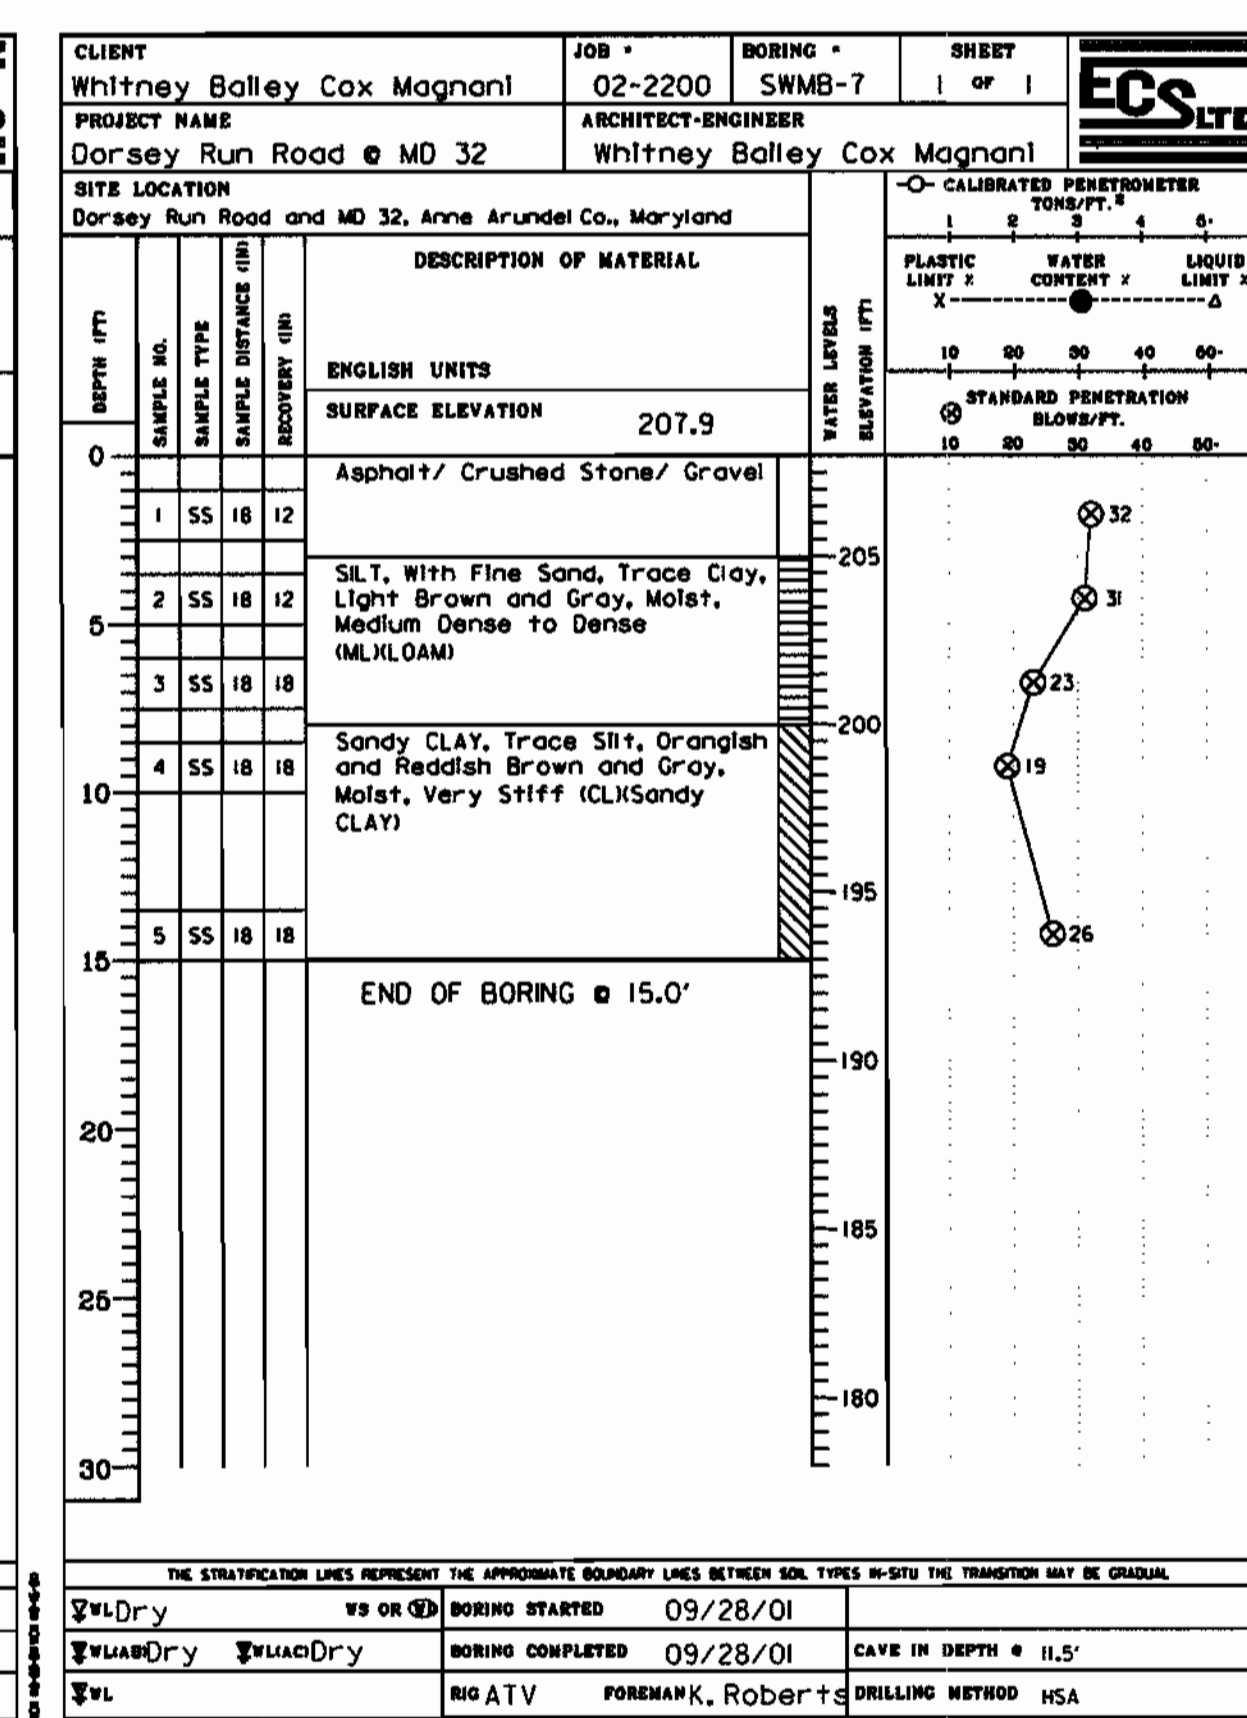 CLIENT
Whitney Bailey Cox Magnani
JOB #
02-2200
BORING #
SWMB-7
SHEET
1 OF 1
ECS LTD
PROJECT NAME
Dorsey Run Road @ MD 32
ARCHITECT-ENGINEER
Whitney Bailey Cox Magnani
SITE LOCATION
Dorsey Run Road and MD 32, Anne Arundel Co., Maryland
-O- CALIBRATED PENETROMETER
TONS/FT.²
1 2 3 4 5+
PLASTIC WATER LIQUID
LIMIT % CONTENT % LIMIT %
X Δ
10 20 30 40 50+
STANDARD PENETRATION
BLOWS/FT.
10 20 30 40 50+
DEPTH (FT)
SAMPLE NO.
SAMPLE TYPE
SAMPLE DISTANCE (IN)
RECOVERY (IN)
DESCRIPTION OF MATERIAL
ENGLISH UNITS
SURFACE ELEVATION 207.9
WATER LEVELS
ELEVATION (FT)
0
Asphalt/ Crushed Stone/ Gravel
1 SS 18 12
32
205
SILT, With Fine Sand, Trace Clay,
Light Brown and Gray, Moist,
Medium Dense to Dense
(ML)(LOAM)
2 SS 18 12
31
5
3 SS 18 18
23
200
Sandy CLAY, Trace Silt, Orangish
and Reddish Brown and Gray,
Moist, Very Stiff (CL)(Sandy
CLAY)
4 SS 18 18
19
10
195
5 SS 18 18
26
15
END OF BORING @ 15.0'
190
20
185
25
180
30
THE STRATIFICATION LINES REPRESENT THE APPROXIMATE BOUNDARY LINES BETWEEN SOIL TYPES IN-SITU THE TRANSITION MAY BE GRADUAL
WL Dry WS OR WD
BORING STARTED 09/28/01
WL(AB) Dry WL(AC) Dry
BORING COMPLETED 09/28/01
CAVE IN DEPTH @ 11.5'
WL
RIG ATV FOREMAN K. Roberts
DRILLING METHOD HSA